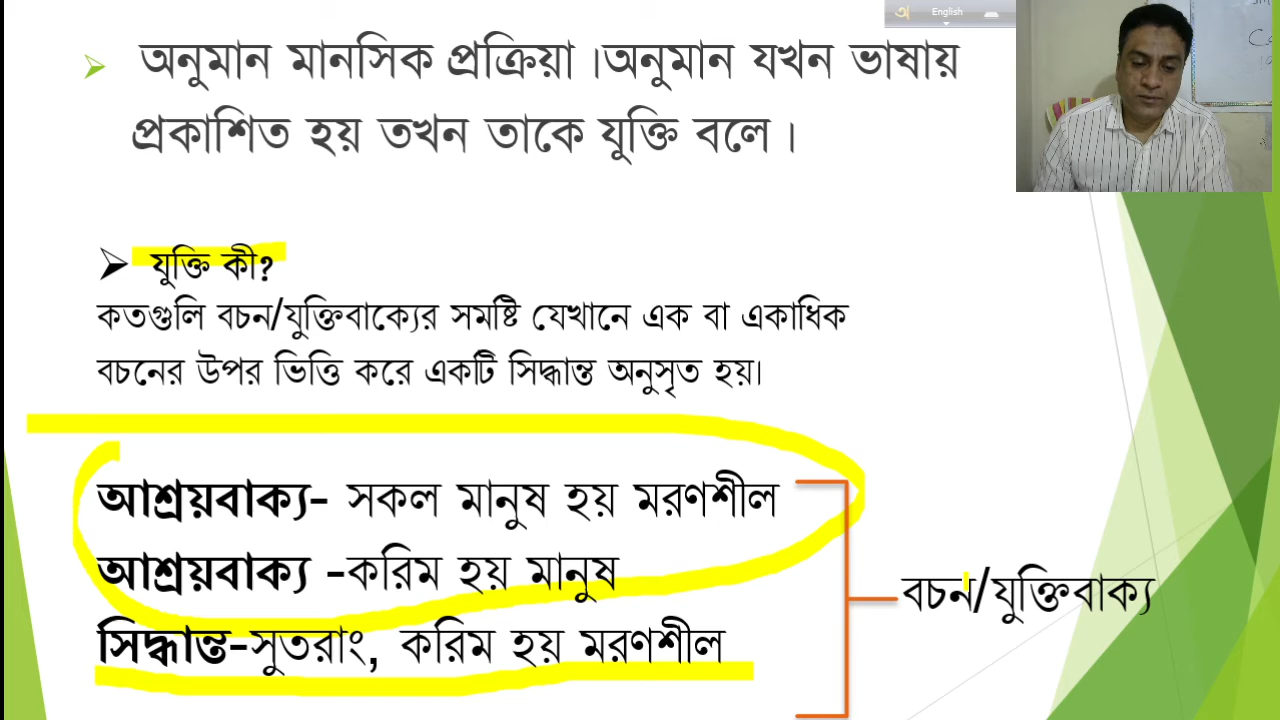 English
অনুমান মানসিক প্রক্রিয়া।অনুমান যখন ভাষায়
প্রকাশিত হয় তখন তাকে যুক্তি বলে।
যুক্তি কী?
কতগুলি বচন/যুক্তিবাক্যের সমষ্টি যেখানে এক বা একাধিক
বচনের উপর ভিত্তি করে একটি সিদ্ধান্ত অনুসৃত হয়।
আশ্রয়বাক্য- সকল মানুষ হয় মরণশীল
আশ্রয়বাক্য -করিম হয় মানুষ
সিদ্ধান্ত-সুতরাং, করিম হয় মরণশীল
বচন/যুক্তিবাক্য